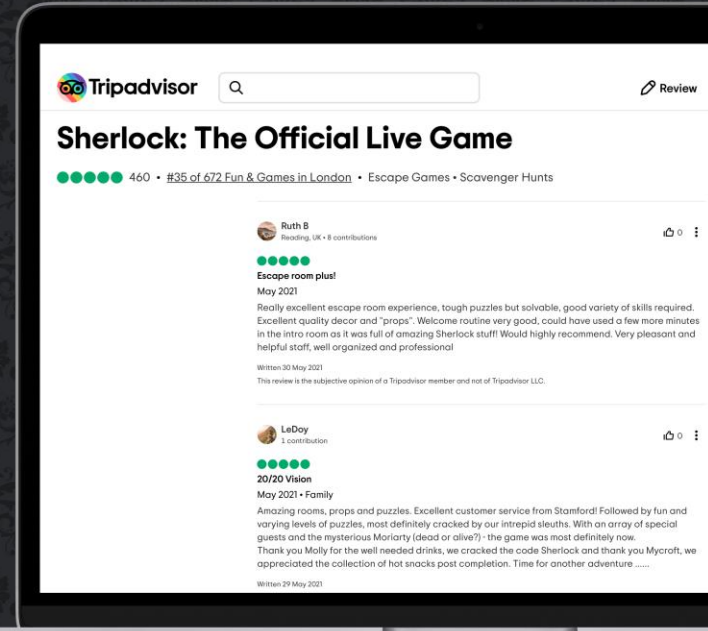 Tripadvisor
Review
Sherlock: The Official Live Game
460 • #35 of 672 Fun & Games in London • Escape Games • Scavenger Hunts
Ruth B
Reading, UK • 8 contributions
0
Escape room plus!
May 2021
Really excellent escape room experience, tough puzzles but solvable, good variety of skills required.
Excellent quality decor and "props". Welcome routine very good, could have used a few more minutes
in the intro room as it was full of amazing Sherlock stuff! Would highly recommend. Very pleasant and
helpful staff, well organized and professional
Written 30 May 2021
This review is the subjective opinion of a Tripadvisor member and not of Tripadvisor LLC.
LeDoy
1 contribution
0
20/20 Vision
May 2021 • Family
Amazing rooms, props and puzzles. Excellent customer service from Stamford! Followed by fun and
varying levels of puzzles, most definitely cracked by our intrepid sleuths. With an array of special
guests and the mysterious Moriarty (dead or alive?) - the game was most definitely now.
Thank you Molly for the well needed drinks, we cracked the code Sherlock and thank you Mycroft, we
appreciated the collection of hot snacks post completion. Time for another adventure ......
Written 29 May 2021